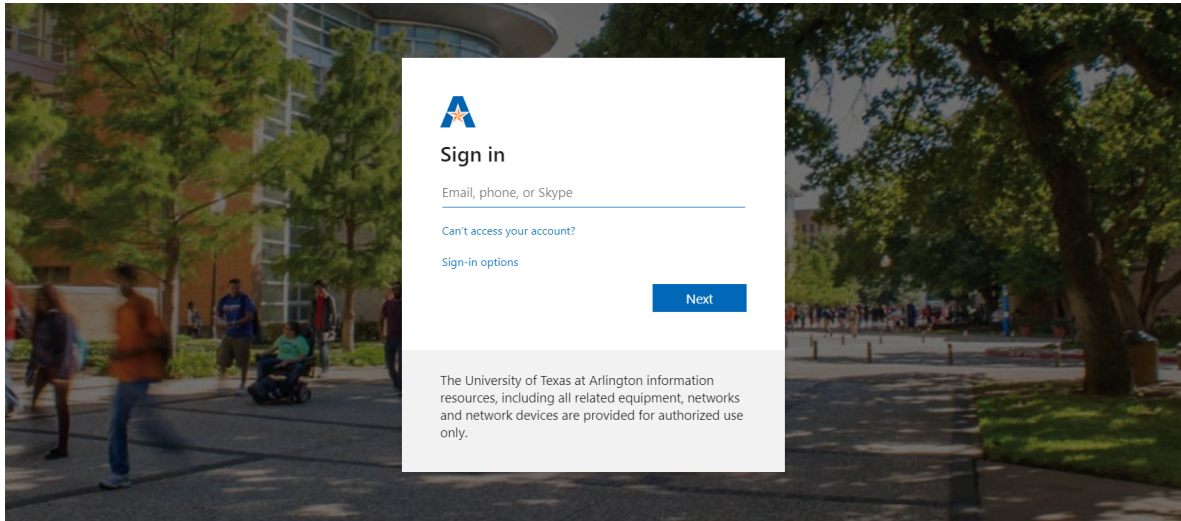 Sign in
Email, phone, or Skype
Can't access your account?
Sign-in options
Next
The University of Texas at Arlington information
resources, including all related equipment, networks
and network devices are provided for authorized use
only.